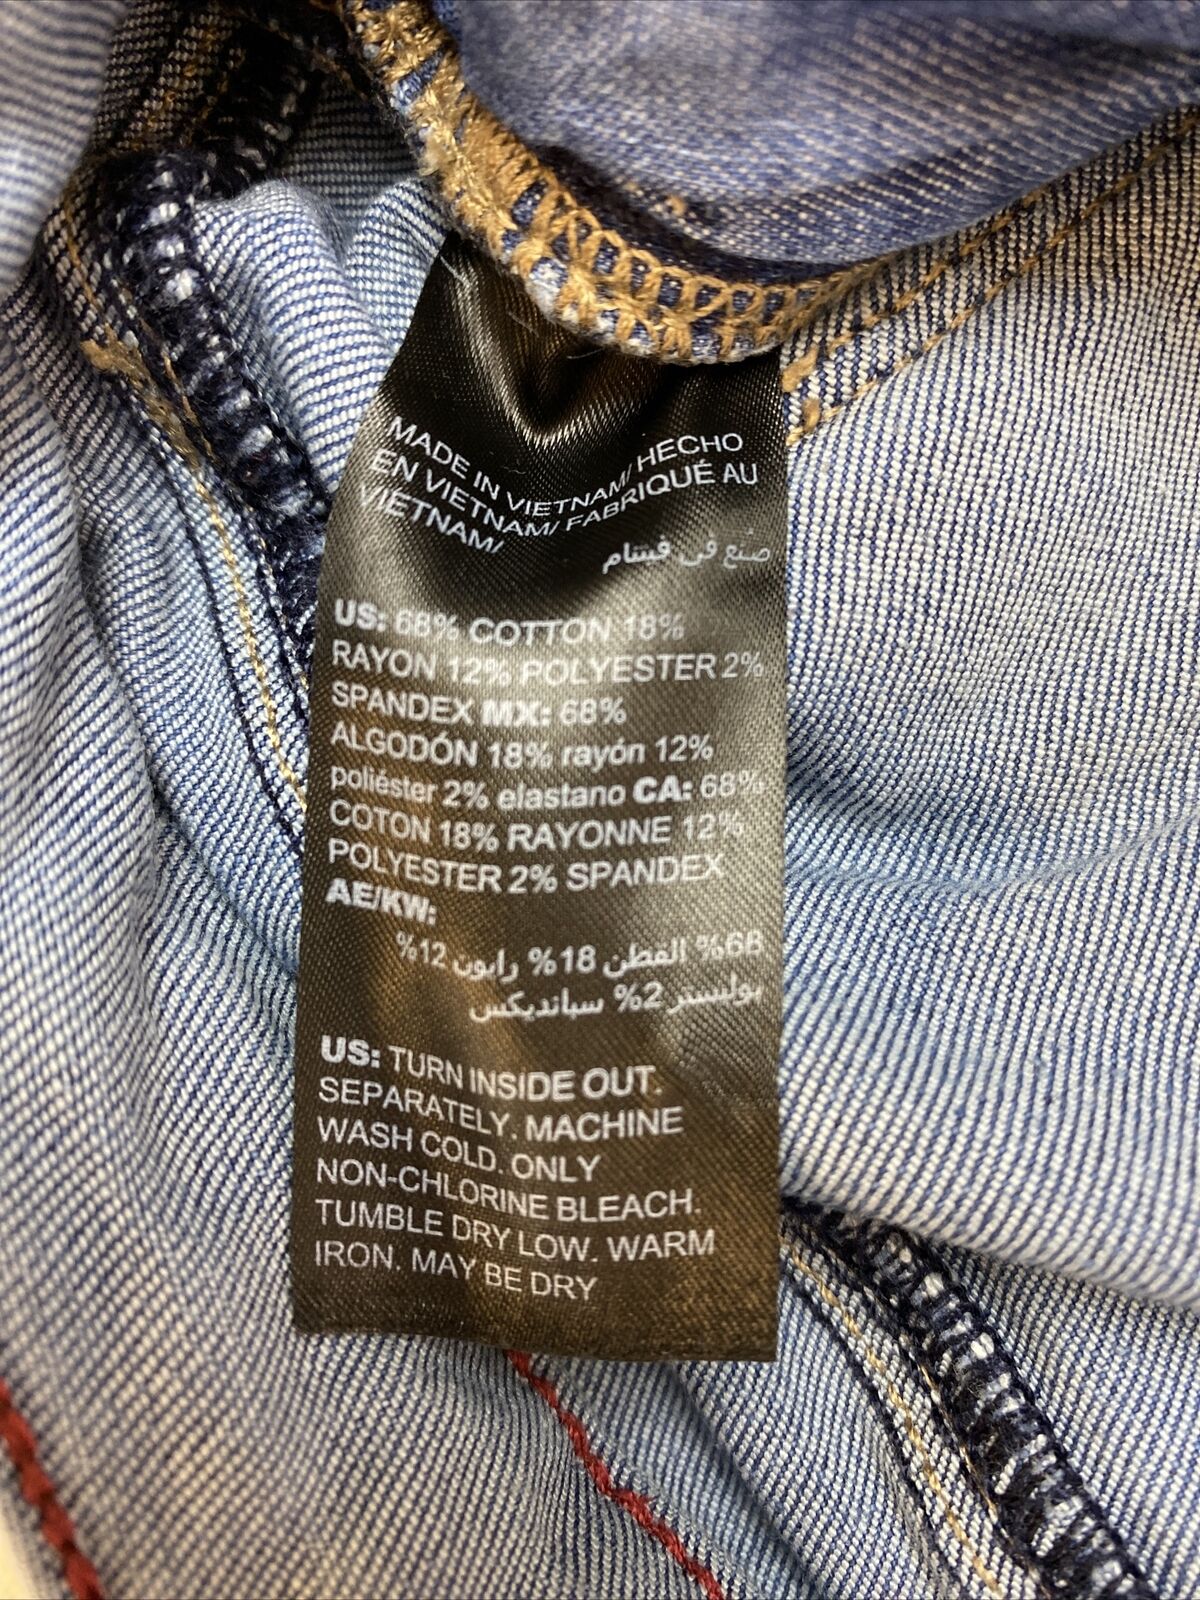 MADE IN VIETNAM/ HECHO
EN VIETNAM/ FABRIQUÉ AU
VIETNAM/
صنع في فيتنام
US: 68% COTTON 18%
RAYON 12% POLYESTER 2%
SPANDEX MX: 68%
ALGODÓN 18% rayón 12%
poliéster 2% elastano CA: 68%
COTON 18% RAYONNE 12%
POLYESTER 2% SPANDEX
AE/KW:
68% القطن 18% رايون 12%
بوليستر 2% سبانديكس
US: TURN INSIDE OUT.
SEPARATELY. MACHINE
WASH COLD. ONLY
NON-CHLORINE BLEACH.
TUMBLE DRY LOW. WARM
IRON. MAY BE DRY